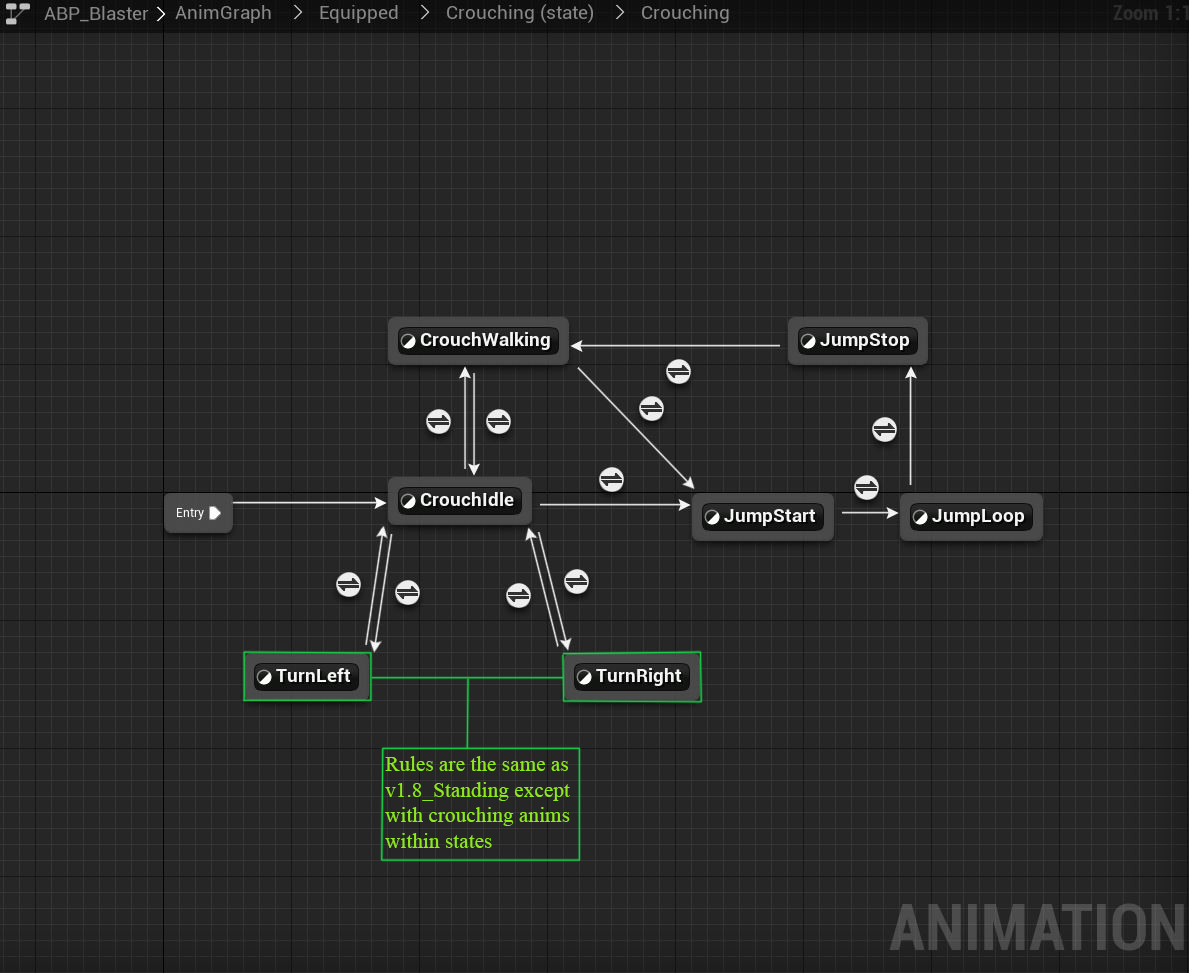 ABP_Blaster > AnimGraph > Equipped > Crouching (state) > Crouching
Zoom 1:1
CrouchWalking
JumpStop
CrouchIdle
Entry
JumpStart
JumpLoop
TurnLeft
TurnRight
Rules are the same as
v1.8_Standing except
with crouching anims
within states
ANIMATION